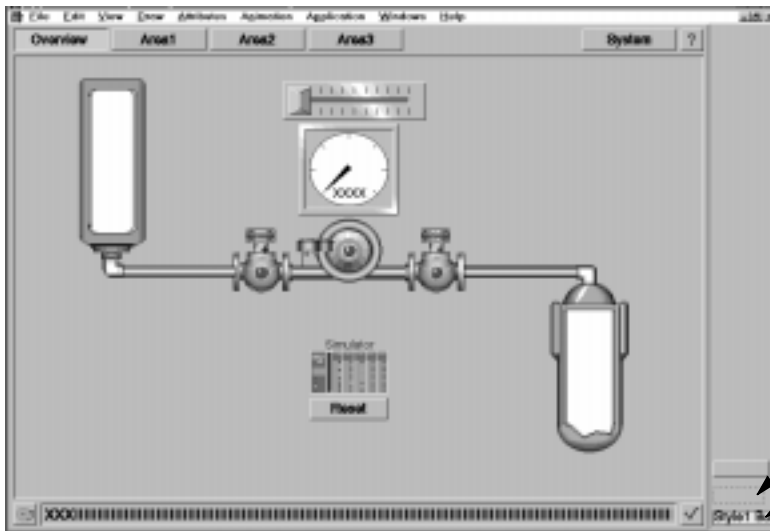 File Edit View Draw Attributes Animation Application Windows Help
Overview Area1 Area2 Area3 System ?
XXXX
Simulator
Reset
XXX
Style1